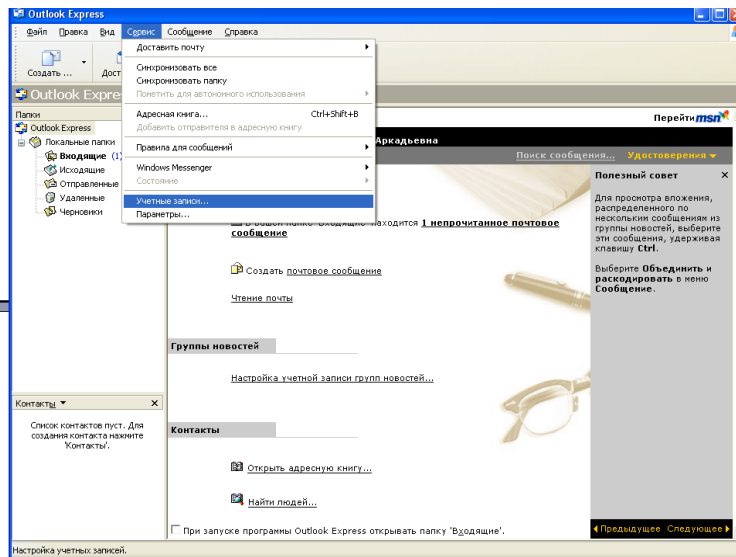 Outlook Express
Файл Правка Вид Сервис Сообщение Справка
Создать ...
Дост
Доставить почту
Синхронизовать все
Синхронизовать папку
Пометить для автономного использования
Адресная книга... Ctrl+Shift+B
Добавить отправителя в адресную книгу
Правила для сообщений
Windows Messenger
Состояние
Учетные записи...
Параметры...
Outlook Expre
Перейти msn
Папки
Outlook Express
Локальные папки
Входящие (1)
Исходящие
Отправленные
Удаленные
Черновики
Аркадьевна
Поиск сообщения... Удостоверения
находится 1 непрочитанное почтовое
сообщение
Создать почтовое сообщение
Чтение почты
Группы новостей
Настройка учетной записи групп новостей...
Контакты
Открыть адресную книгу...
Найти людей...
При запуске программы Outlook Express открывать папку 'Входящие'.
Полезный совет X
Для просмотра вложения,
распределенного по
нескольким сообщениям из
группы новостей, выберите
эти сообщения, удерживая
клавишу Ctrl.
Выберите Объединить и
раскодировать в меню
Сообщение.
Предыдущее Следующее
Контакты X
Список контактов пуст. Для
создания контакта нажмите
'Контакты'.
Настройка учетных записей.